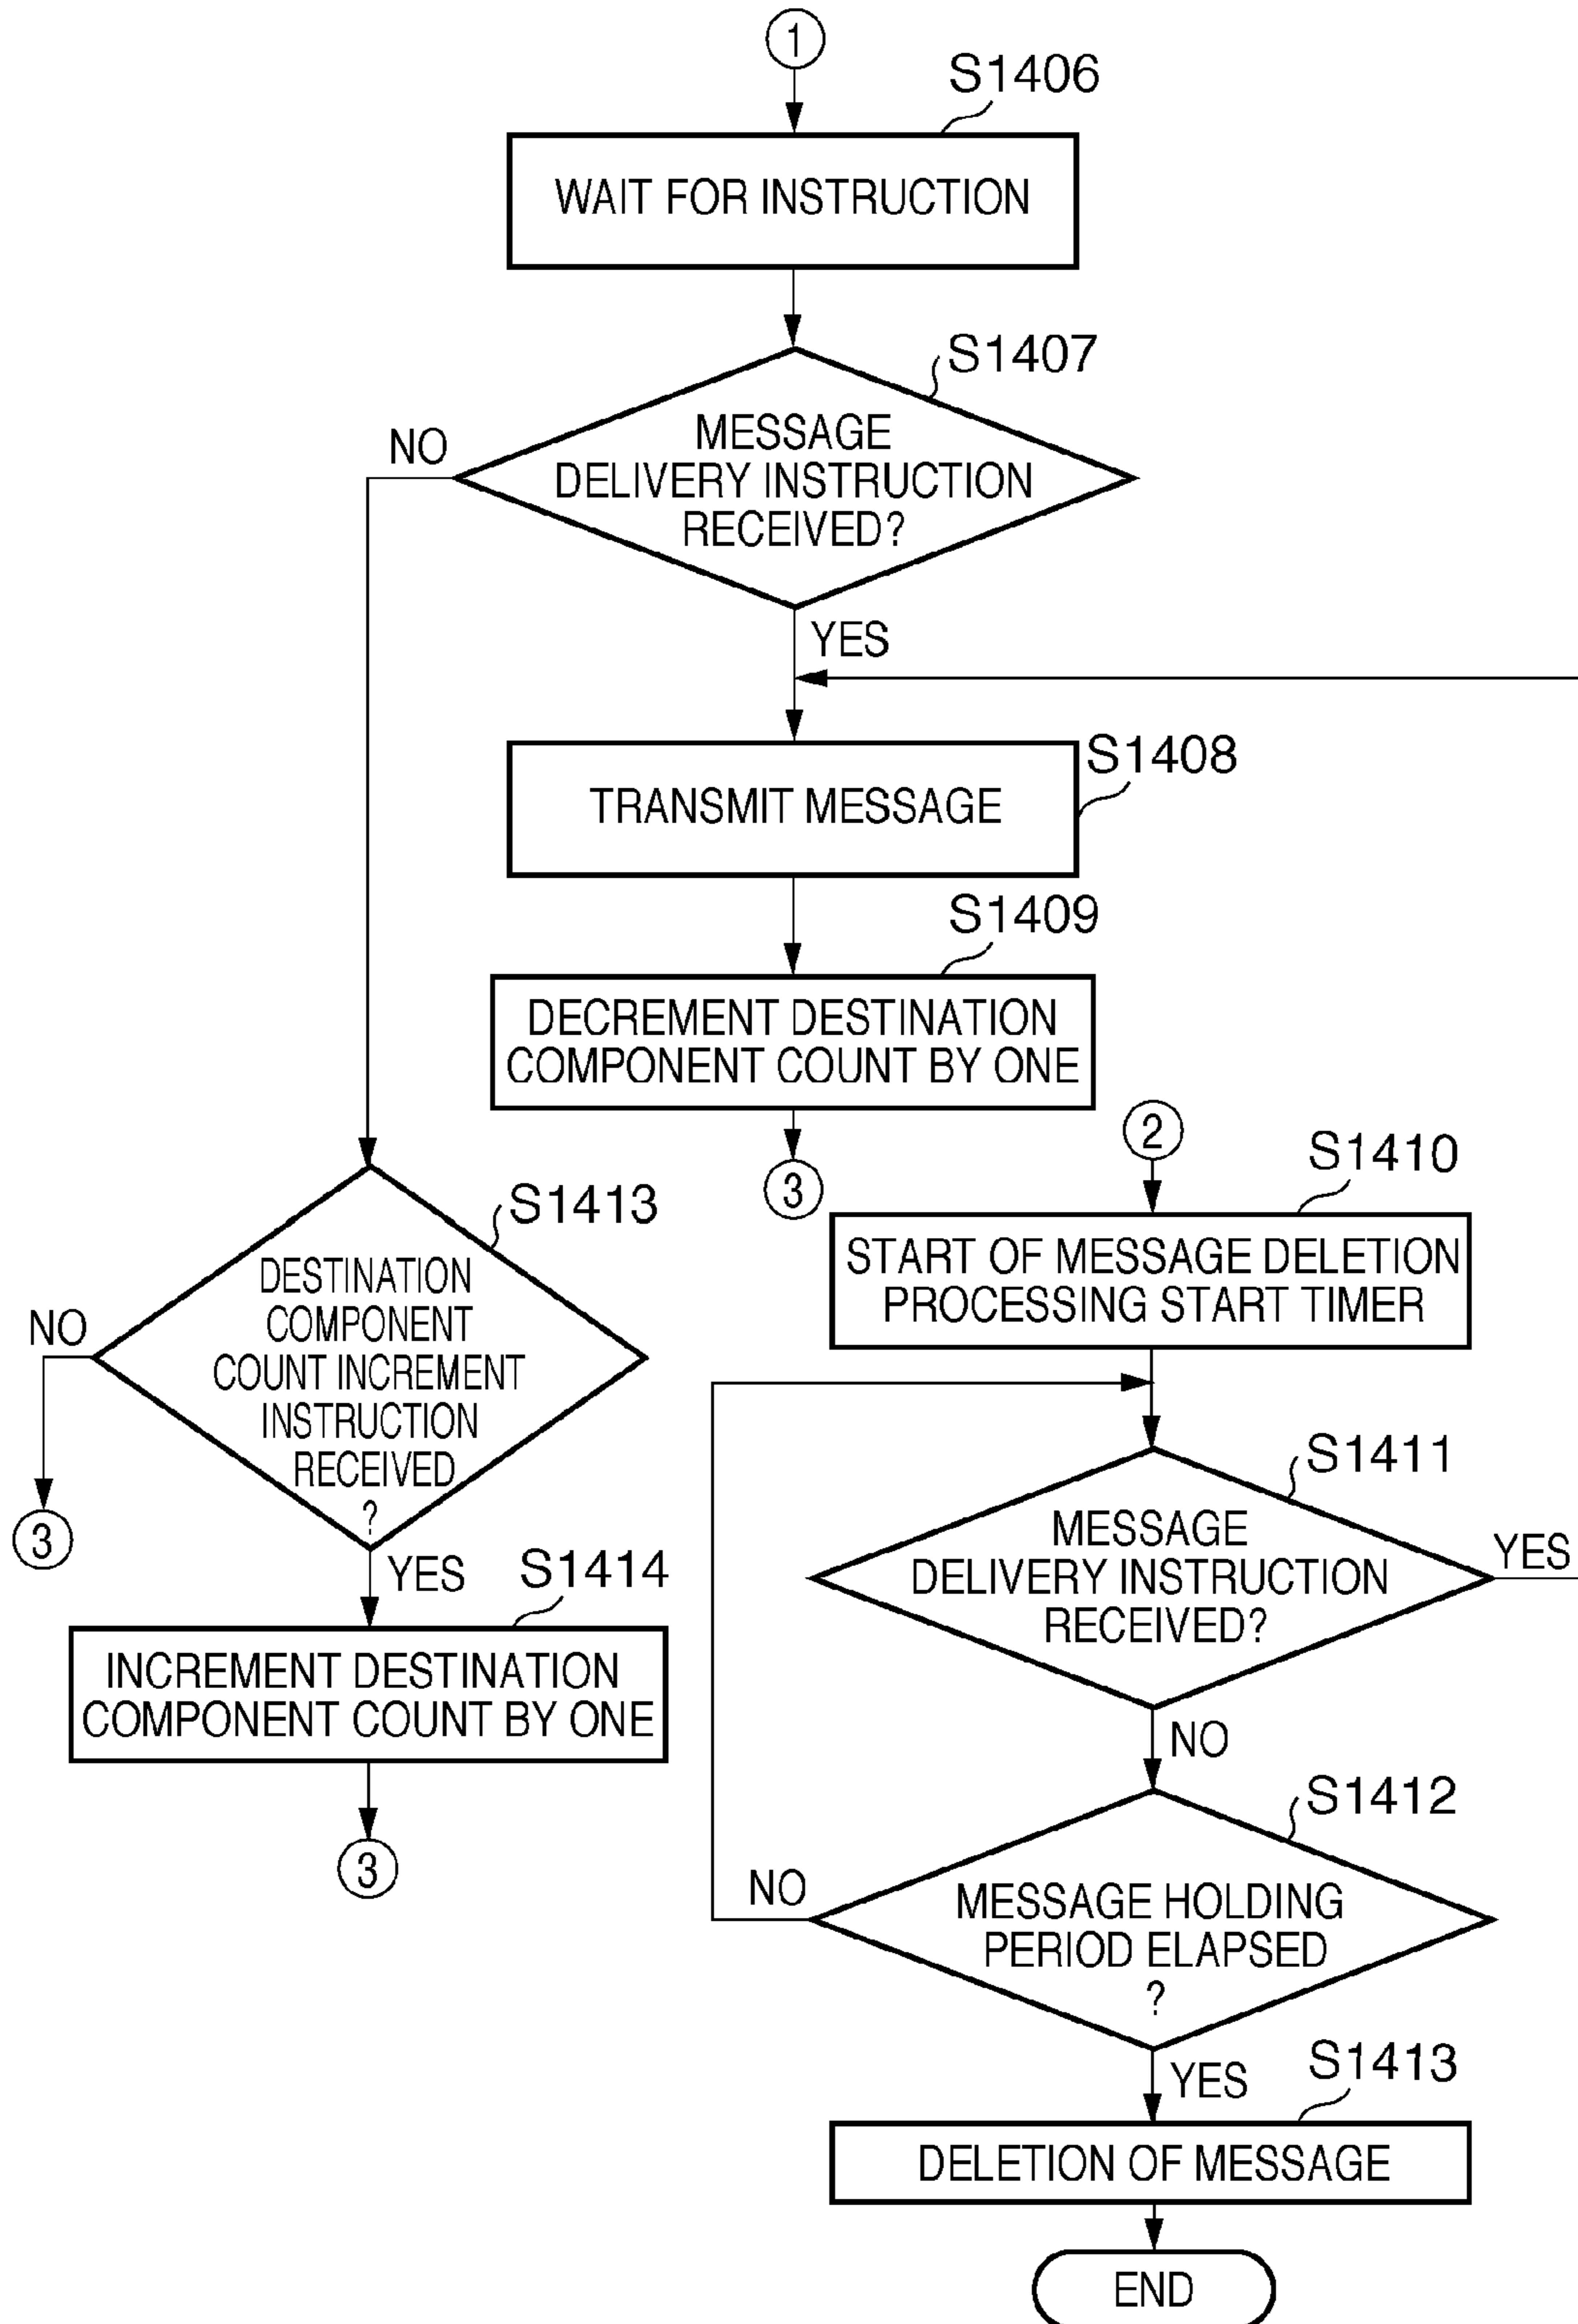 1
S1406
WAIT FOR INSTRUCTION
S1407
MESSAGE
DELIVERY INSTRUCTION
RECEIVED?
NO
YES
S1408
TRANSMIT MESSAGE
S1409
DECREMENT DESTINATION
COMPONENT COUNT BY ONE
3
S1413
DESTINATION
COMPONENT
COUNT INCREMENT
INSTRUCTION
RECEIVED
?
NO
3
YES
S1414
INCREMENT DESTINATION
COMPONENT COUNT BY ONE
3
2
S1410
START OF MESSAGE DELETION
PROCESSING START TIMER
S1411
MESSAGE
DELIVERY INSTRUCTION
RECEIVED?
YES
NO
S1412
MESSAGE HOLDING
PERIOD ELAPSED
?
NO
YES
S1413
DELETION OF MESSAGE
END